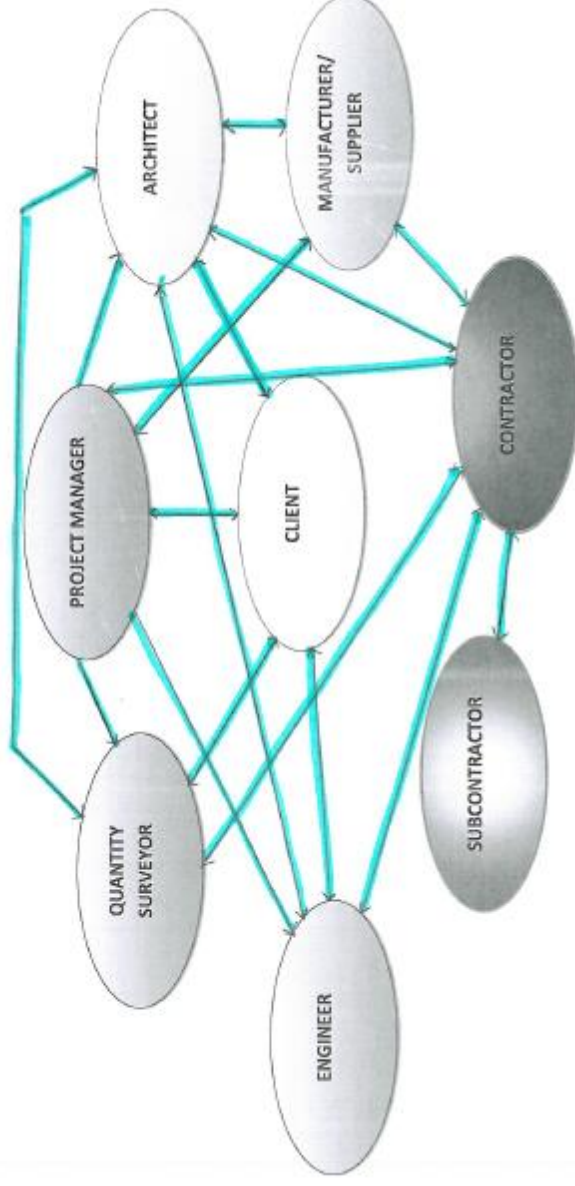 ARCHITECT
MANUFACTURER/
SUPPLIER
PROJECT MANAGER
CLIENT
CONTRACTOR
QUANTITY
SURVEYOR
SUBCONTRACTOR
ENGINEER